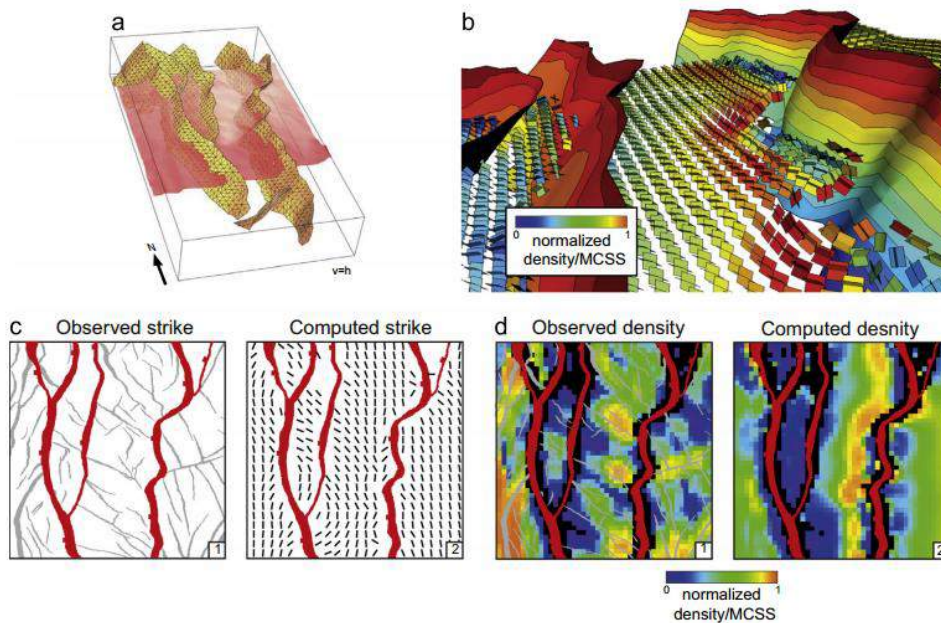 a
N
v=h
b
0 1
normalized
density/MCSS
c
Observed strike
1
Computed strike
2
d
Observed density
1
Computed desnity
2
0 1
normalized
density/MCSS